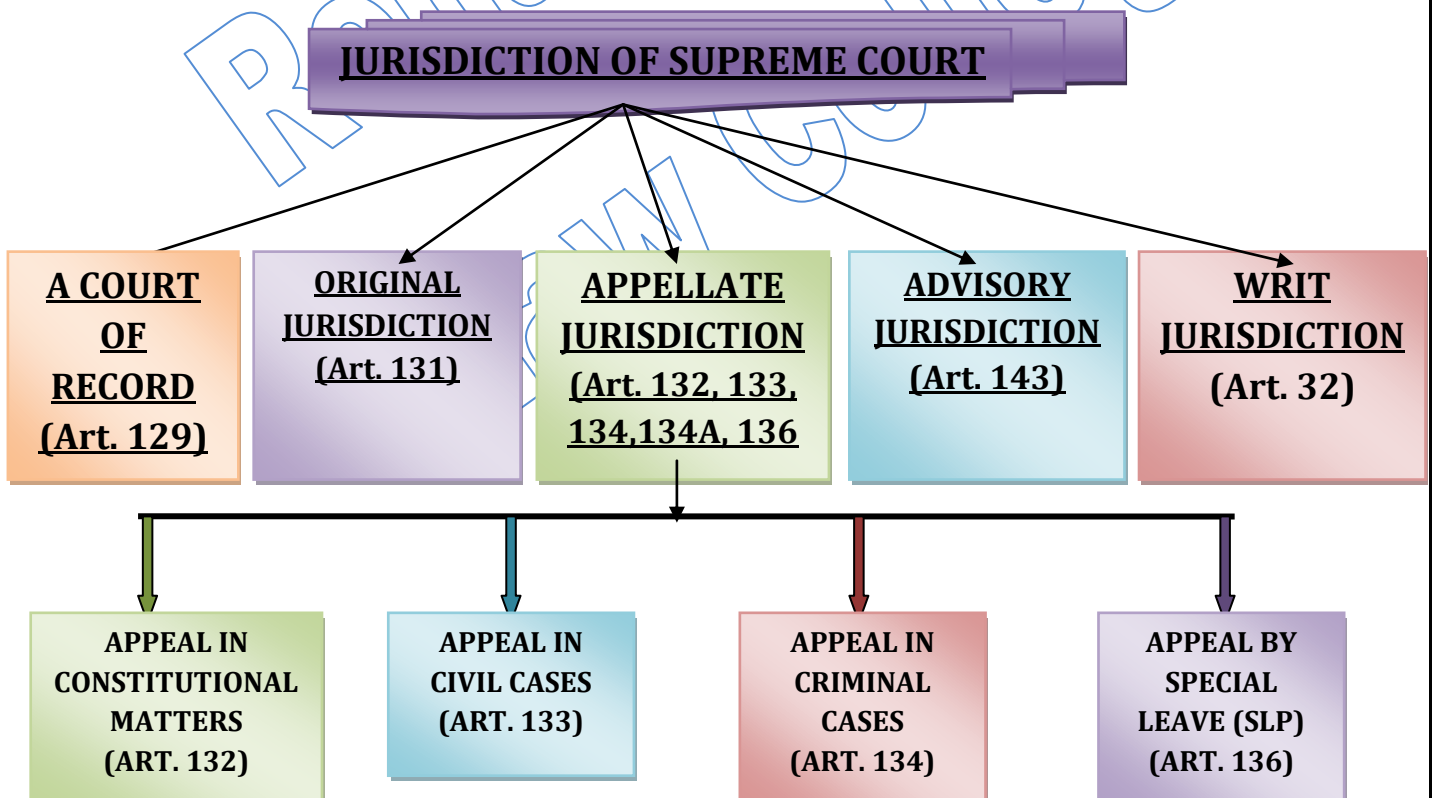 JURISDICTION OF SUPREME COURT
A COURT
OF
RECORD
(Art. 129)
ORIGINAL
JURISDICTION
(Art. 131)
APPELLATE
JURISDICTION
(Art. 132, 133,
134,134A, 136
ADVISORY
JURISDICTION
(Art. 143)
WRIT
JURISDICTION
(Art. 32)
APPEAL IN
CONSTITUTIONAL
MATTERS
(ART. 132)
APPEAL IN
CIVIL CASES
(ART. 133)
APPEAL IN
CRIMINAL
CASES
(ART. 134)
APPEAL BY
SPECIAL
LEAVE (SLP)
(ART. 136)